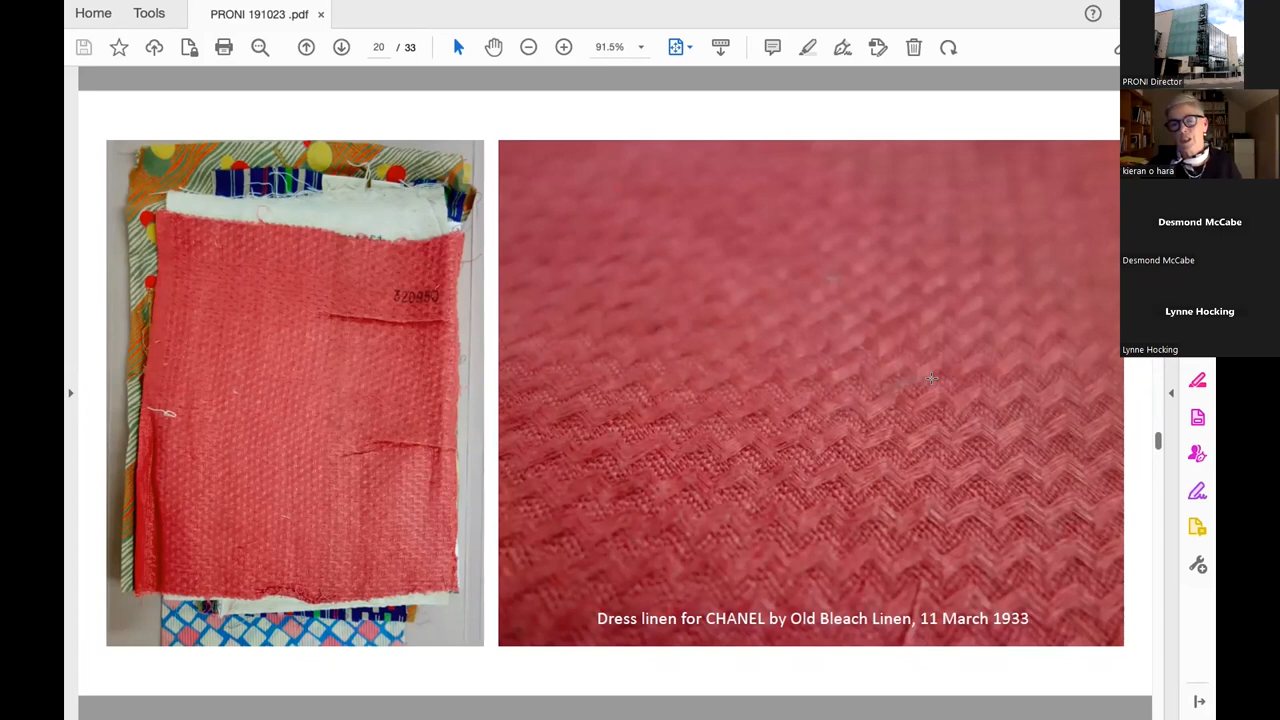 Home
Tools
PRONI 191023 .pdf
20 / 33
91.5%
PRONI Director
kieran o hara
Desmond McCabe
Desmond McCabe
Lynne Hocking
Lynne Hocking
320950
Dress linen for CHANEL by Old Bleach Linen, 11 March 1933